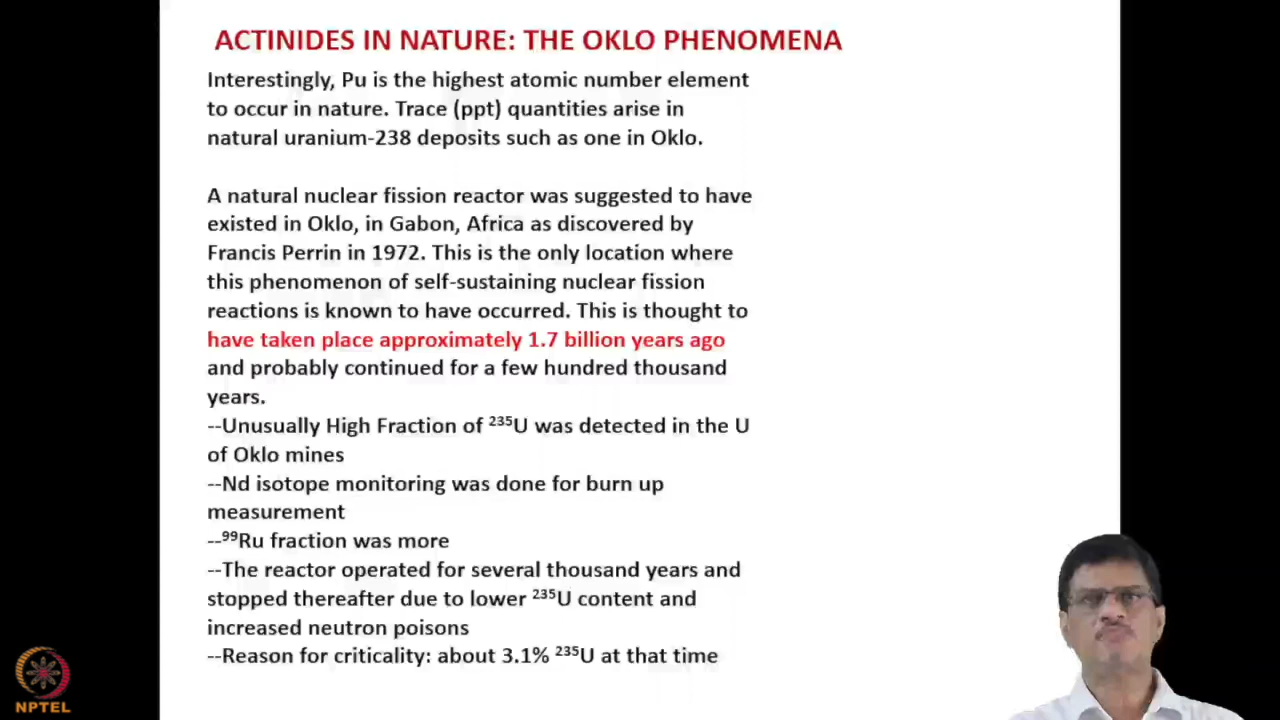 ACTINIDES IN NATURE: THE OKLO PHENOMENA
Interestingly, Pu is the highest atomic number element
to occur in nature. Trace (ppt) quantities arise in
natural uranium-238 deposits such as one in Oklo.
A natural nuclear fission reactor was suggested to have
existed in Oklo, in Gabon, Africa as discovered by
Francis Perrin in 1972. This is the only location where
this phenomenon of self-sustaining nuclear fission
reactions is known to have occurred. This is thought to
have taken place approximately 1.7 billion years ago
and probably continued for a few hundred thousand
years.
--Unusually High Fraction of ²³⁵U was detected in the U
of Oklo mines
--Nd isotope monitoring was done for burn up
measurement
--⁹⁹Ru fraction was more
--The reactor operated for several thousand years and
stopped thereafter due to lower ²³⁵U content and
increased neutron poisons
--Reason for criticality: about 3.1% ²³⁵U at that time
NPTEL